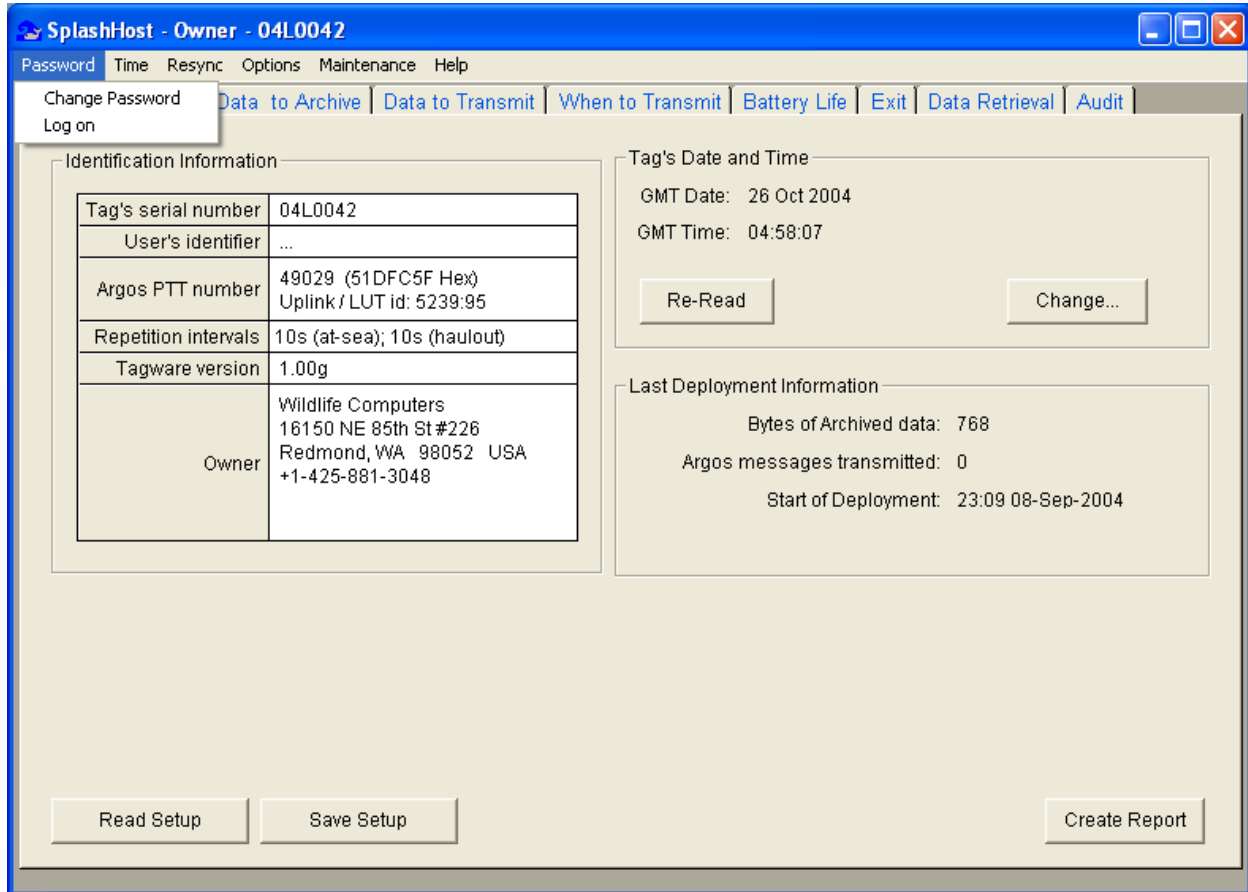 SplashHost - Owner - 04L0042
Password Time Resync Options Maintenance Help
Change Password
Log on
Data to Archive Data to Transmit When to Transmit Battery Life Exit Data Retrieval Audit
Identification Information
Tag's serial number 04L0042
User's identifier ...
Argos PTT number 49029 (51DFC5F Hex)
Uplink / LUT id: 5239:95
Repetition intervals 10s (at-sea); 10s (haulout)
Tagware version 1.00g
Owner Wildlife Computers
16150 NE 85th St #226
Redmond, WA 98052 USA
+1-425-881-3048
Tag's Date and Time
GMT Date: 26 Oct 2004
GMT Time: 04:58:07
Re-Read Change...
Last Deployment Information
Bytes of Archived data: 768
Argos messages transmitted: 0
Start of Deployment: 23:09 08-Sep-2004
Read Setup Save Setup Create Report